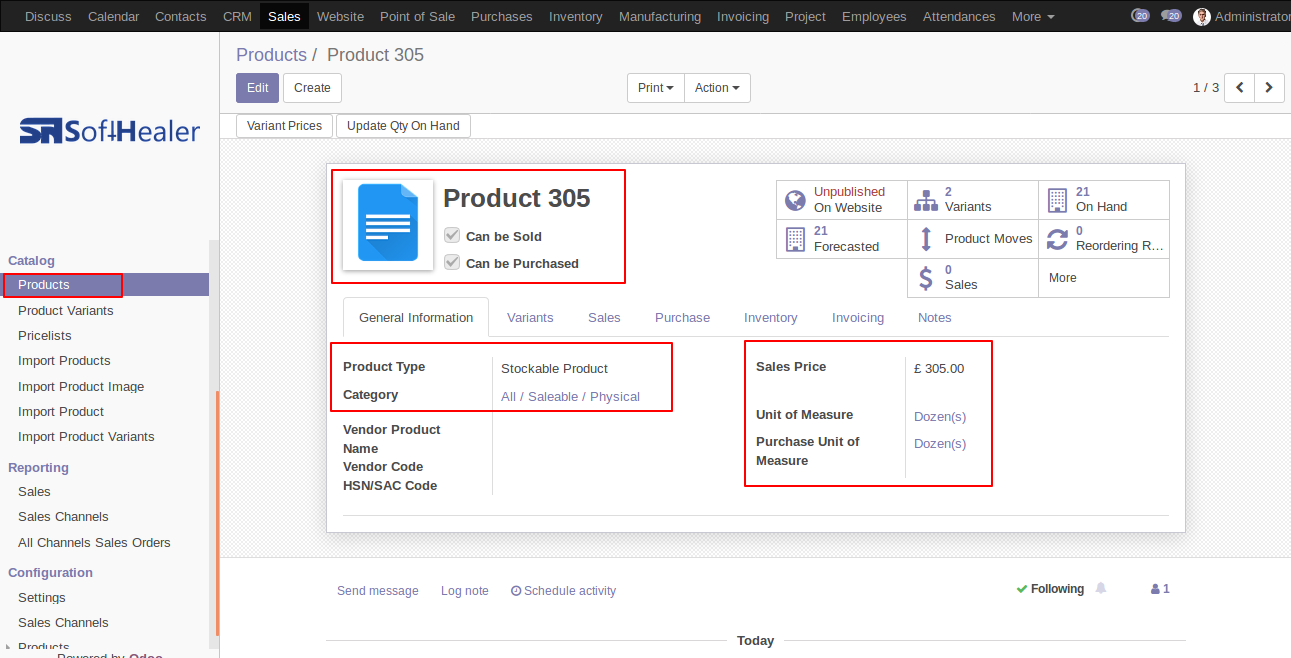 Discuss Calendar Contacts CRM Sales Website Point of Sale Purchases Inventory Manufacturing Invoicing Project Employees Attendances More 20 20 Administrator
Products / Product 305
Edit Create Print Action 1 / 3
Variant Prices Update Qty On Hand
SoftHealer
Catalog
Products
Product Variants
Pricelists
Import Products
Import Product Image
Import Product
Import Product Variants
Reporting
Sales
Sales Channels
All Channels Sales Orders
Configuration
Settings
Sales Channels
Products
Powered by Odoo
Product 305
Can be Sold
Can be Purchased
Unpublished
On Website
2
Variants
21
On Hand
21
Forecasted
Product Moves
0
Reordering R…
0
Sales
More
General Information Variants Sales Purchase Inventory Invoicing Notes
Product Type Stockable Product
Category All / Saleable / Physical
Vendor Product
Name
Vendor Code
HSN/SAC Code
Sales Price £ 305.00
Unit of Measure Dozen(s)
Purchase Unit of
Measure Dozen(s)
Send message Log note Schedule activity Following 1
Today